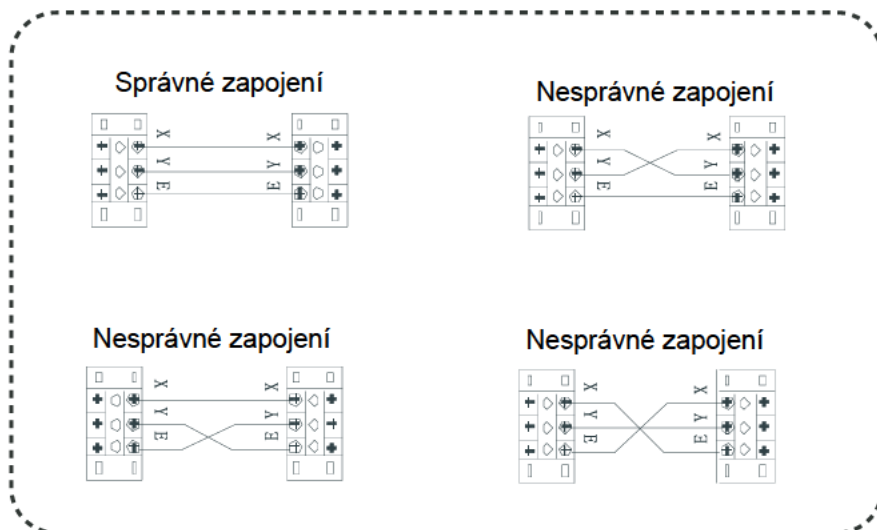 Správné zapojení
X X
Y Y
E E
Nesprávné zapojení
X X
Y Y
E E
Nesprávné zapojení
X X
Y Y
E E
Nesprávné zapojení
X X
Y Y
E E